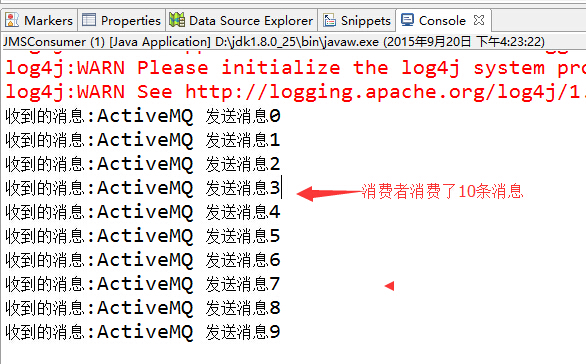 Markers Properties Data Source Explorer Snippets Console
JMSConsumer (1) [Java Application] D:\jdk1.8.0_25\bin\javaw.exe (2015年9月20日 下午4:23:22)
log4j:WARN Please initialize the log4j system pro
log4j:WARN See http://logging.apache.org/log4j/1.
收到的消息:ActiveMQ 发送消息0
收到的消息:ActiveMQ 发送消息1
收到的消息:ActiveMQ 发送消息2
收到的消息:ActiveMQ 发送消息3 消费者消费了10条消息
收到的消息:ActiveMQ 发送消息4
收到的消息:ActiveMQ 发送消息5
收到的消息:ActiveMQ 发送消息6
收到的消息:ActiveMQ 发送消息7
收到的消息:ActiveMQ 发送消息8
收到的消息:ActiveMQ 发送消息9